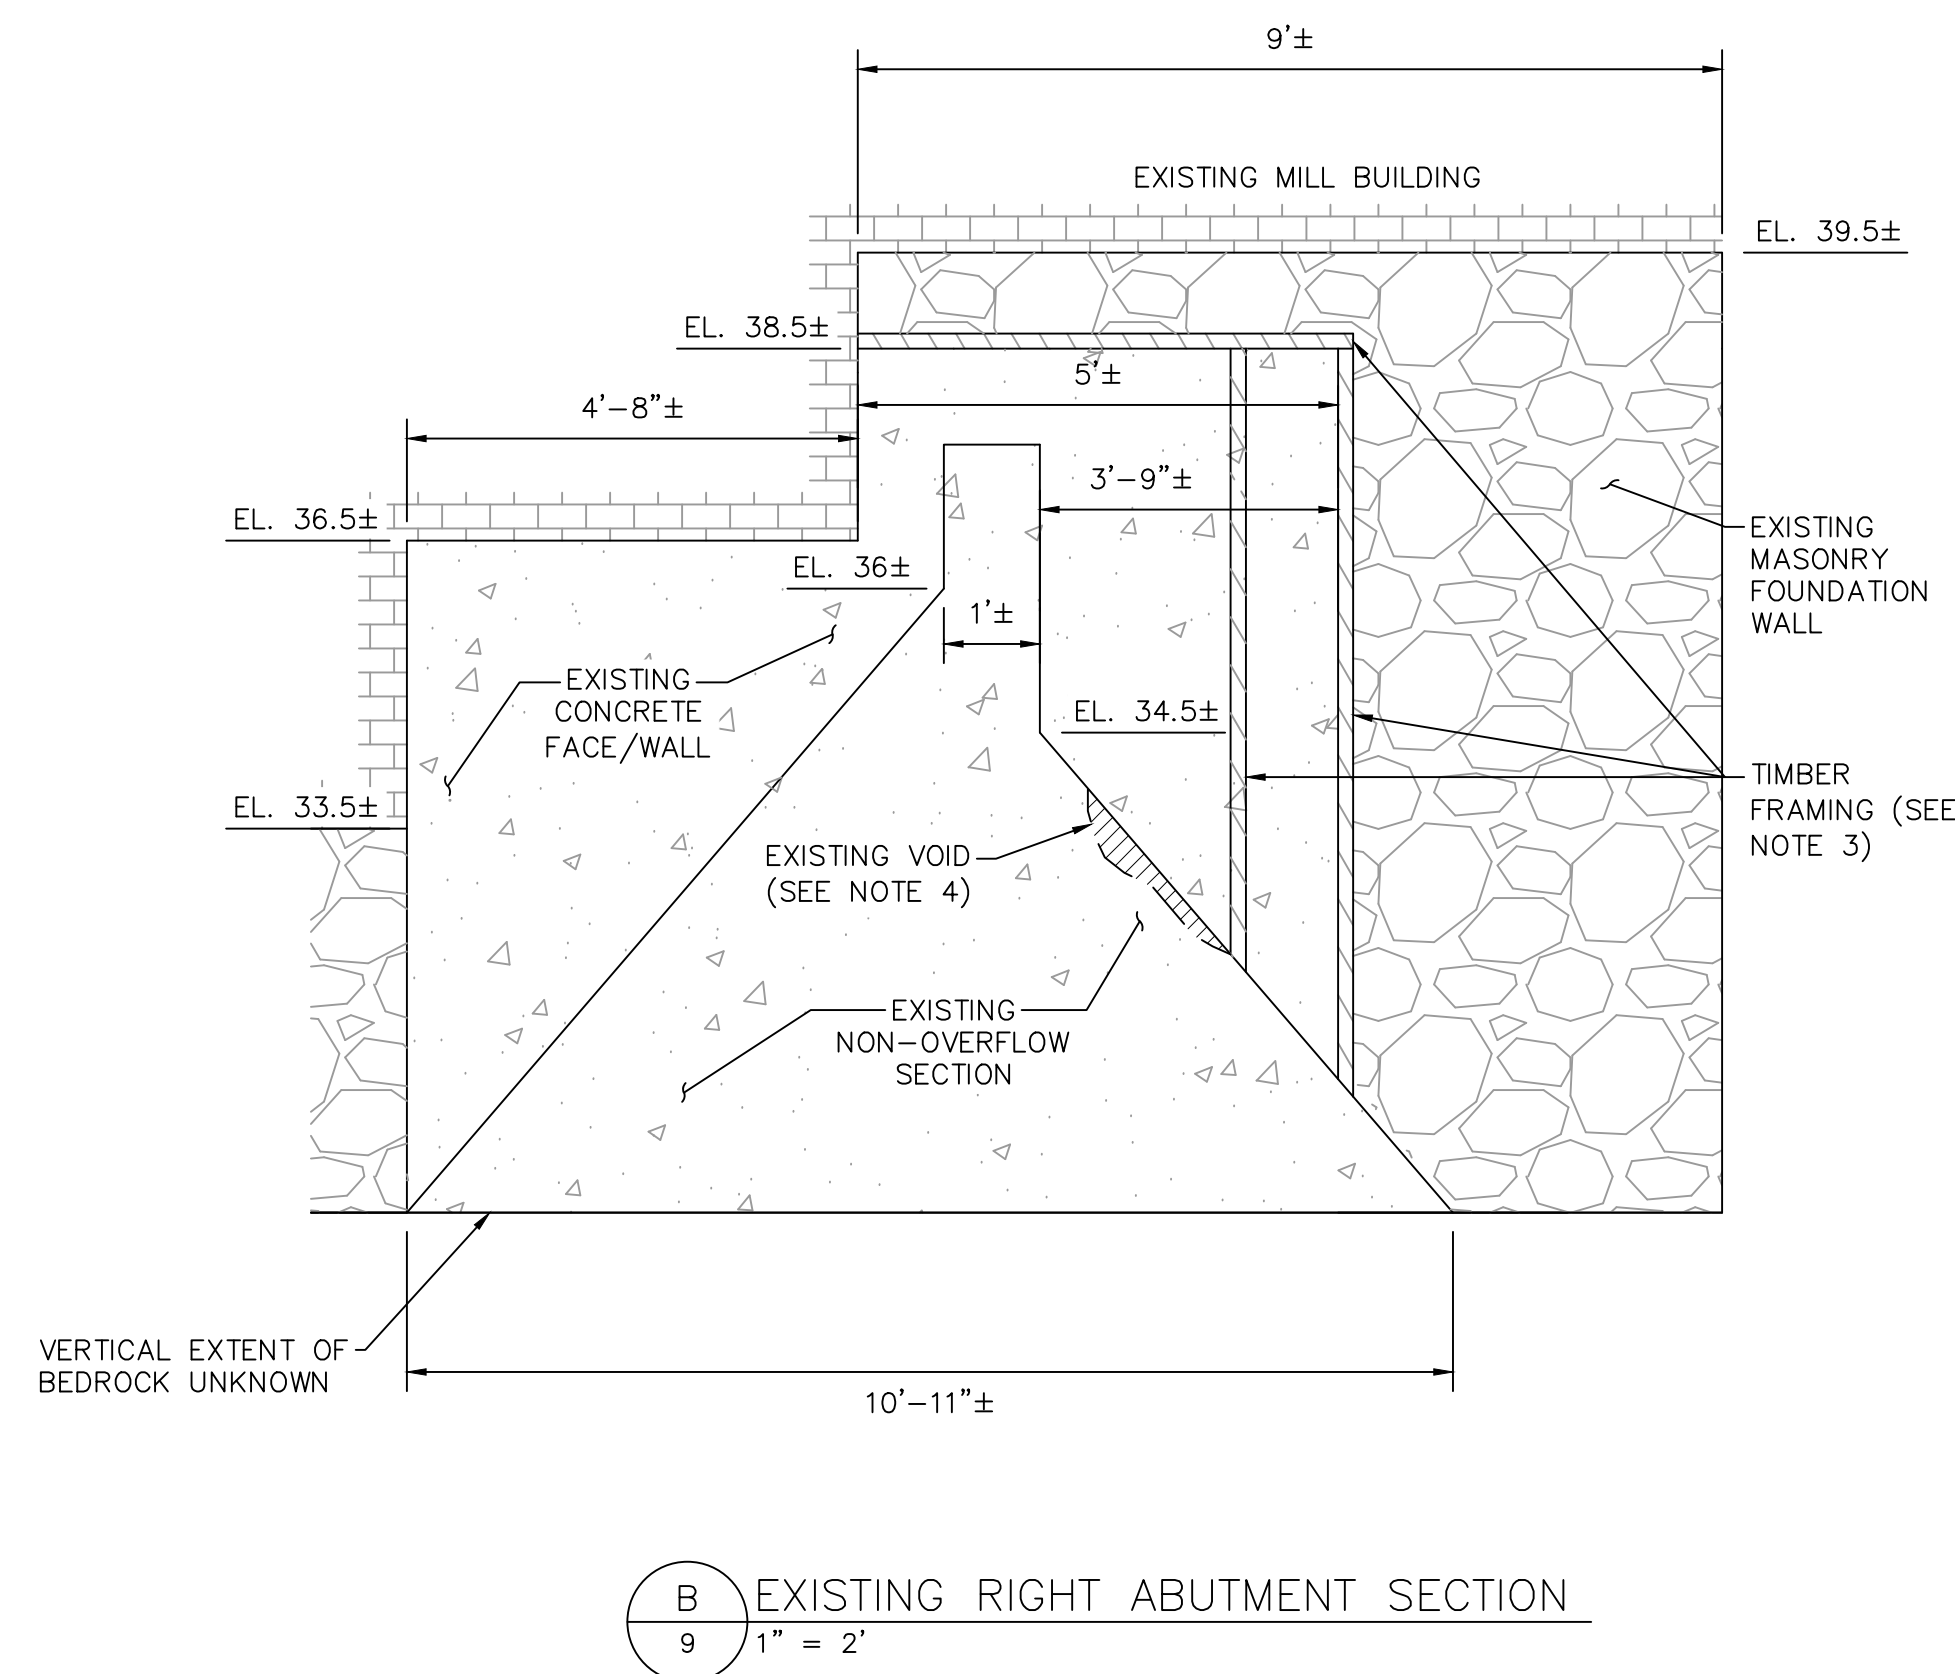 9'±
EXISTING MILL BUILDING
EL. 39.5±
EL. 38.5±
5'±
4'-8"±
3'-9"±
EL. 36.5±
EXISTING
MASONRY
FOUNDATION
WALL
EL. 36±
1'±
EXISTING
CONCRETE
FACE/WALL
EL. 34.5±
TIMBER
FRAMING (SEE
NOTE 3)
EL. 33.5±
EXISTING VOID
(SEE NOTE 4)
EXISTING
NON-OVERFLOW
SECTION
VERTICAL EXTENT OF
BEDROCK UNKNOWN
10'-11"±
B
EXISTING RIGHT ABUTMENT SECTION
9
1" = 2'